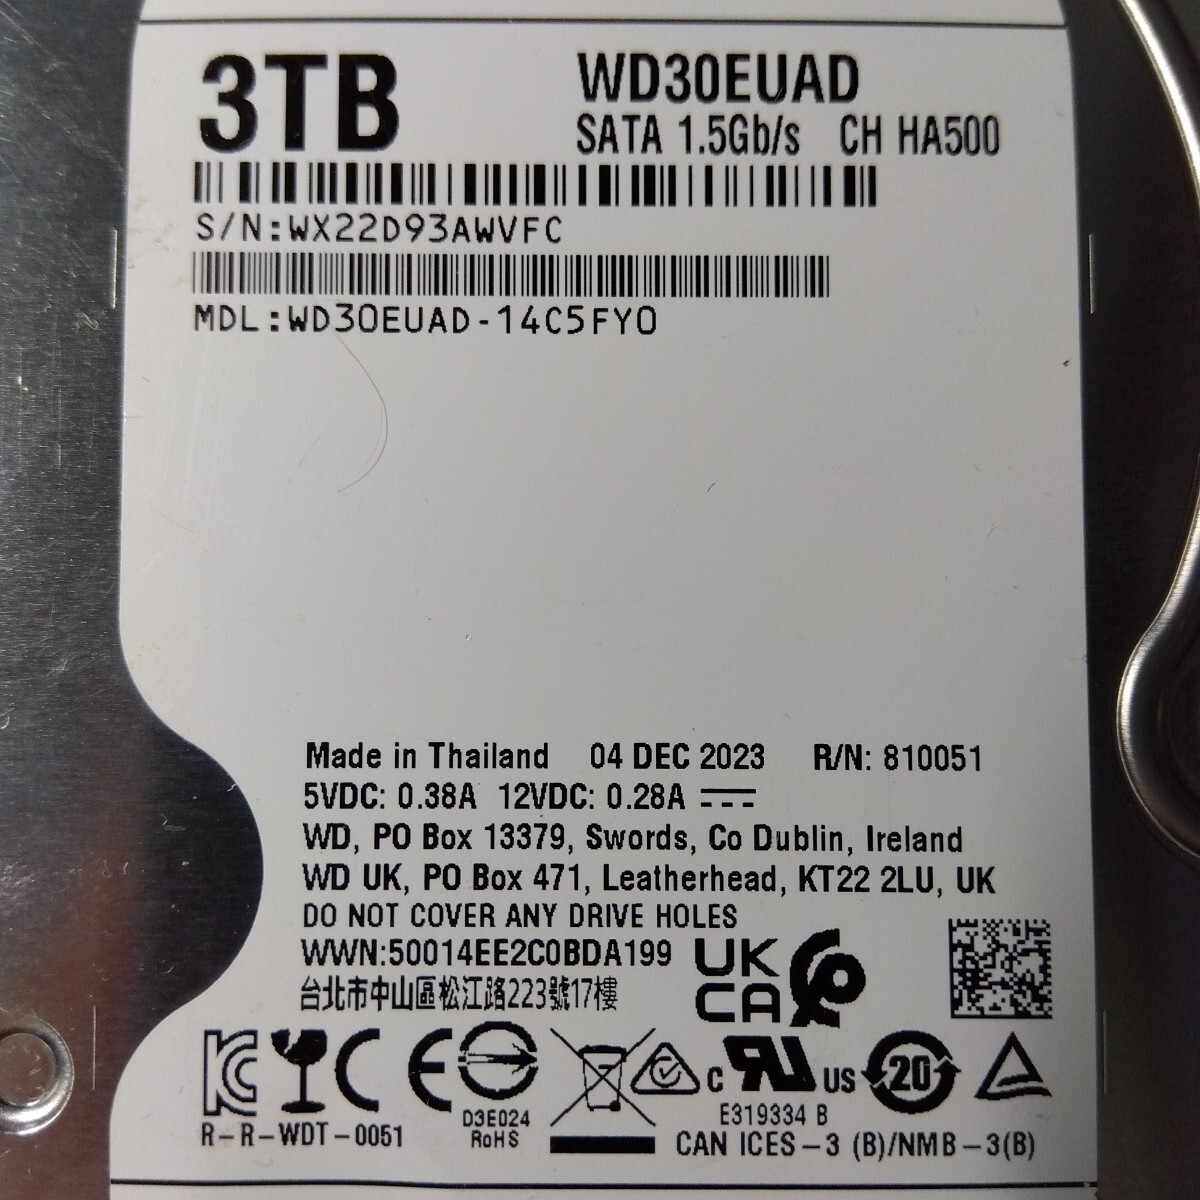 3TB
WD30EUAD
SATA 1.5Gb/s CH HA500
S/N:WX22D93AWVFC
MDL:WD30EUAD-14C5FY0
Made in Thailand 04 DEC 2023 R/N: 810051
5VDC: 0.38A 12VDC: 0.28A
WD, PO Box 13379, Swords, Co Dublin, Ireland
WD UK, PO Box 471, Leatherhead, KT22 2LU, UK
DO NOT COVER ANY DRIVE HOLES
WWN:50014EE2C0BDA199
UK
CA
台北市中山區松江路223號17樓
KC CE c RU US 20
R-R-WDT-0051
D3E024
RoHS
E319334 B
CAN ICES-3 (B)/NMB-3(B)